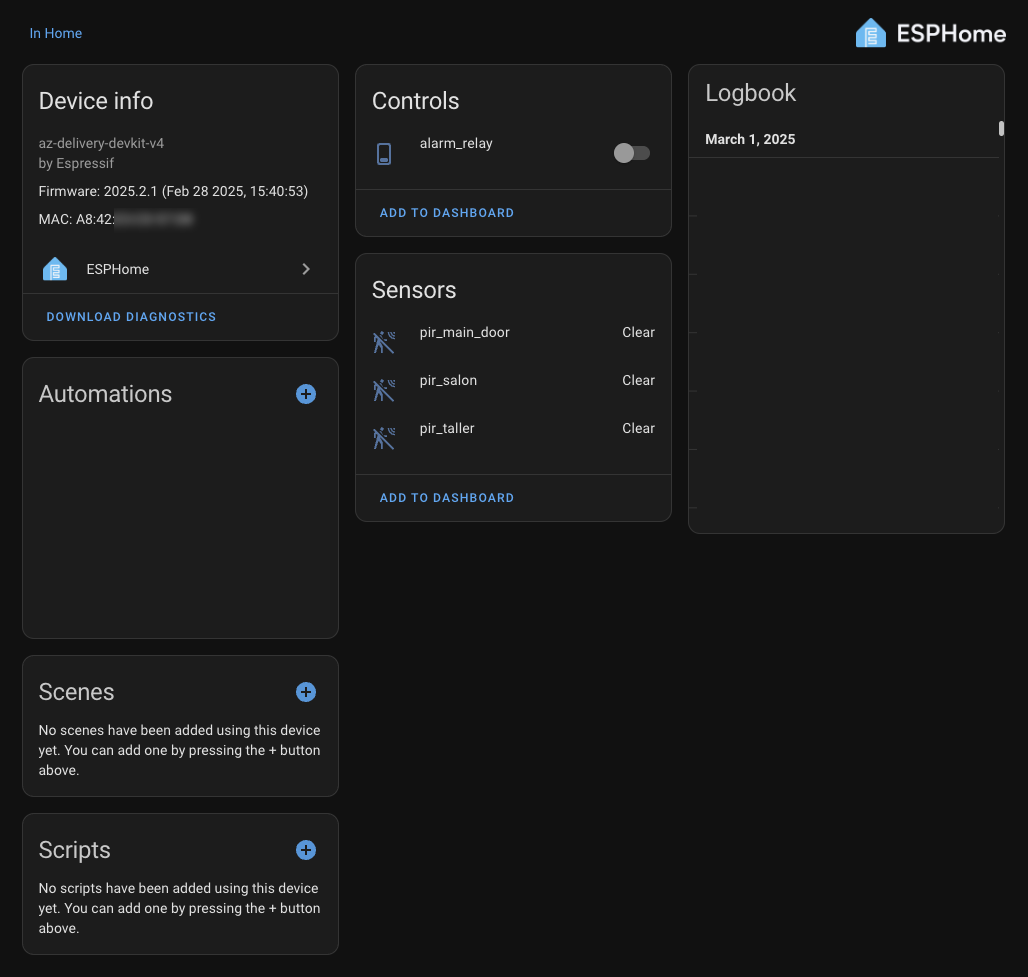 In Home
ESPHome
Device info
az-delivery-devkit-v4
by Espressif
Firmware: 2025.2.1 (Feb 28 2025, 15:40:53)
MAC: A8:42:
ESPHome
DOWNLOAD DIAGNOSTICS
Automations
Scenes
No scenes have been added using this device
yet. You can add one by pressing the + button
above.
Scripts
No scripts have been added using this device
yet. You can add one by pressing the + button
above.
Controls
alarm_relay
ADD TO DASHBOARD
Sensors
pir_main_door Clear
pir_salon Clear
pir_taller Clear
ADD TO DASHBOARD
Logbook
March 1, 2025